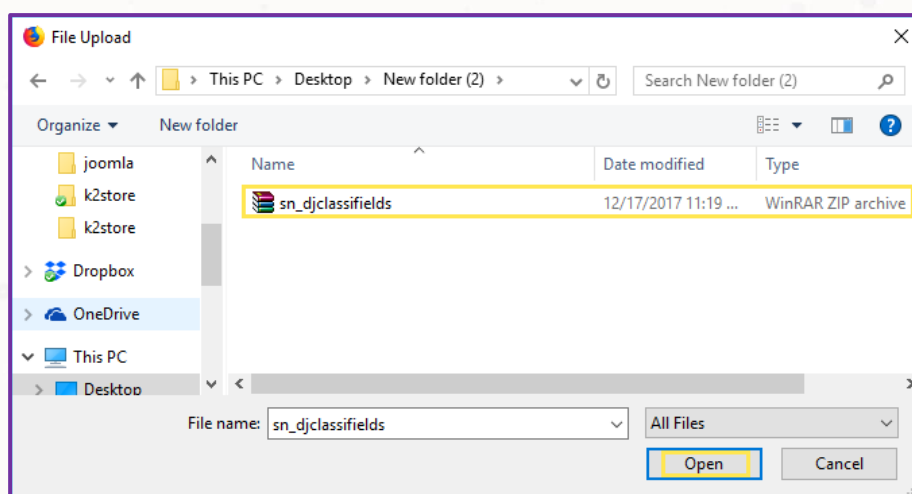 File Upload
This PC > Desktop > New folder (2) >
Search New folder (2)
Organize
New folder
joomla
k2store
k2store
Dropbox
OneDrive
This PC
Desktop
Name Date modified Type
sn_djclassifields 12/17/2017 11:19 ... WinRAR ZIP archive
File name: sn_djclassifields
All Files
Open
Cancel